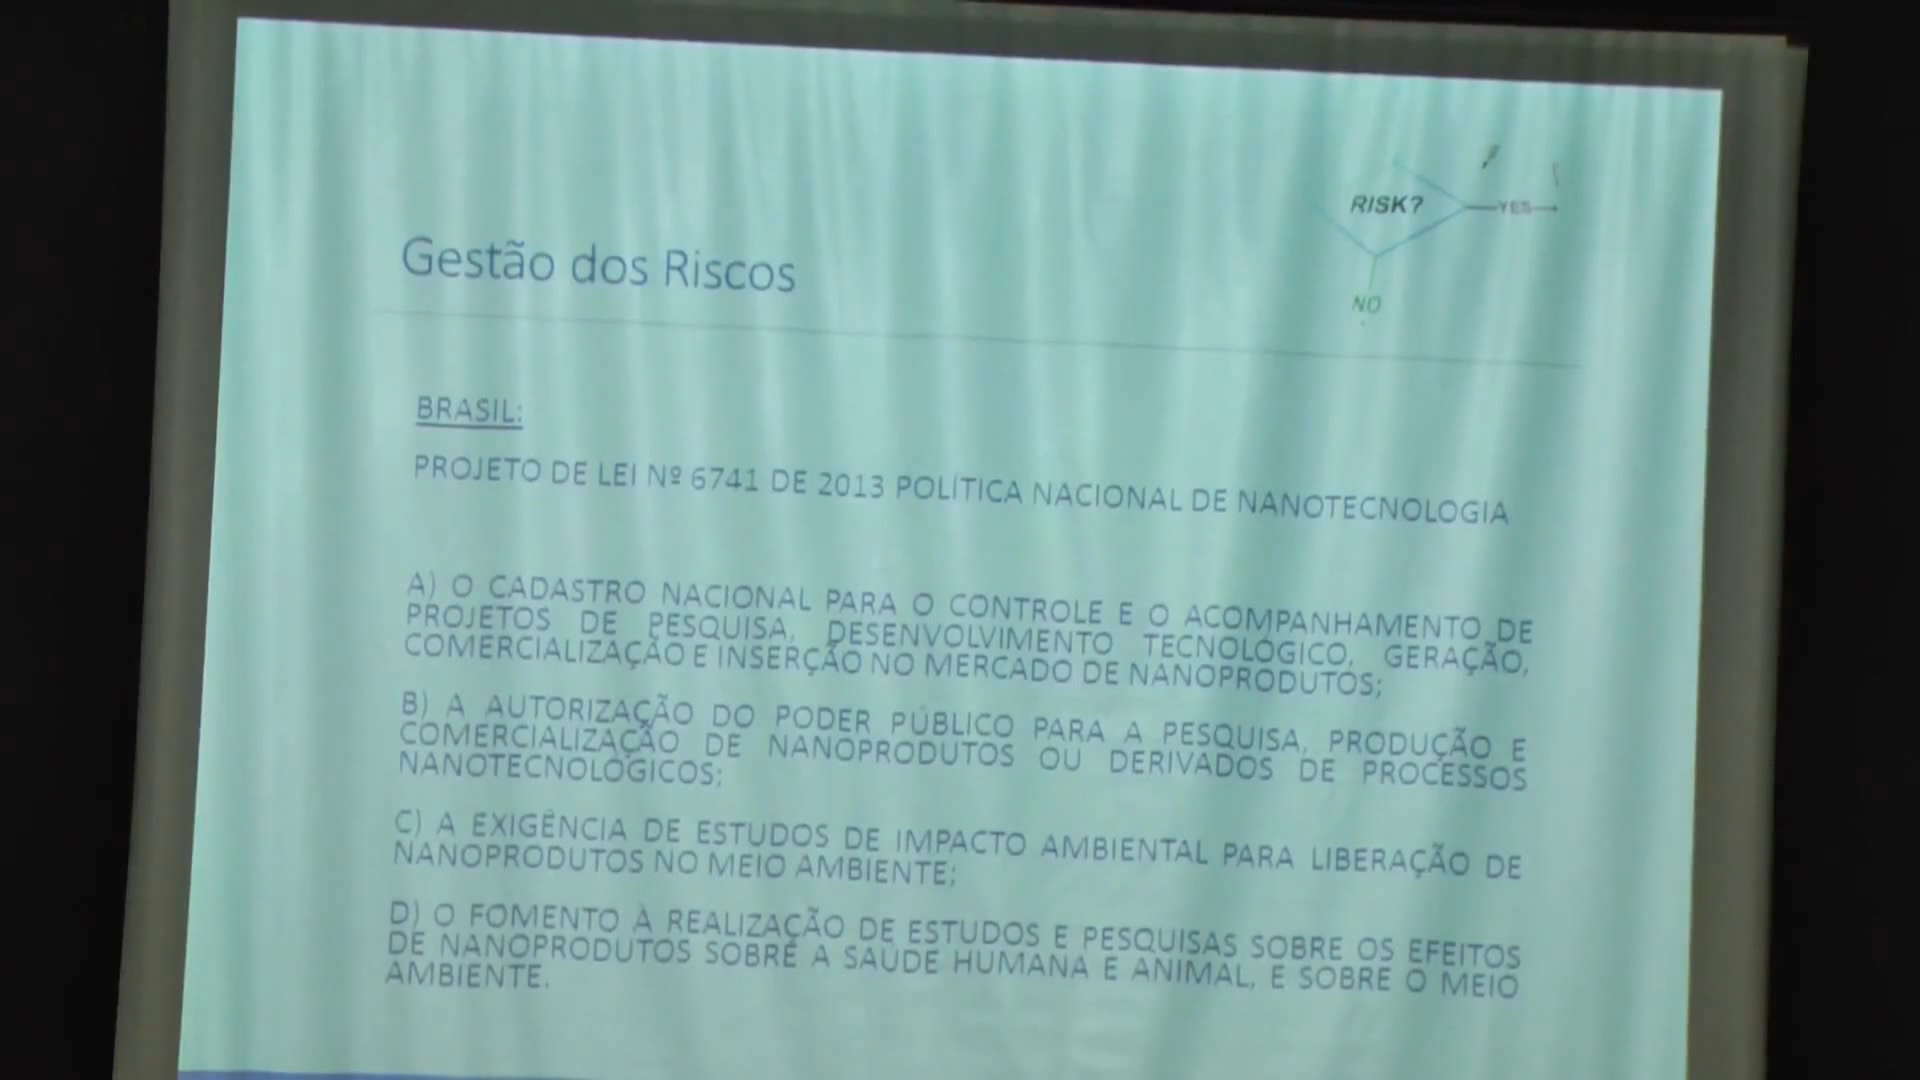 RISK?
YES
NO
Gestão dos Riscos
BRASIL:
PROJETO DE LEI Nº 6741 DE 2013 POLÍTICA NACIONAL DE NANOTECNOLOGIA
A) O CADASTRO NACIONAL PARA O CONTROLE E O ACOMPANHAMENTO DE
PROJETOS DE PESQUISA, DESENVOLVIMENTO TECNOLÓGICO, GERAÇÃO,
COMERCIALIZAÇÃO E INSERÇÃO NO MERCADO DE NANOPRODUTOS;
B) A AUTORIZAÇÃO DO PODER PÚBLICO PARA A PESQUISA, PRODUÇÃO E
COMERCIALIZAÇÃO DE NANOPRODUTOS OU DERIVADOS DE PROCESSOS
NANOTECNOLÓGICOS;
C) A EXIGÊNCIA DE ESTUDOS DE IMPACTO AMBIENTAL PARA LIBERAÇÃO DE
NANOPRODUTOS NO MEIO AMBIENTE;
D) O FOMENTO À REALIZAÇÃO DE ESTUDOS E PESQUISAS SOBRE OS EFEITOS
DE NANOPRODUTOS SOBRE A SAÚDE HUMANA E ANIMAL, E SOBRE O MEIO
AMBIENTE.